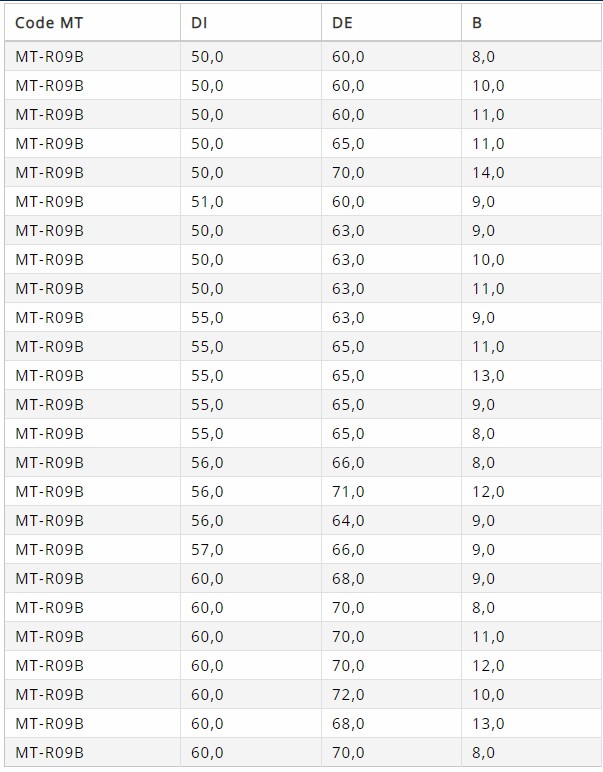 Code MT DI DE B
MT-R09B 50,0 60,0 8,0
MT-R09B 50,0 60,0 10,0
MT-R09B 50,0 60,0 11,0
MT-R09B 50,0 65,0 11,0
MT-R09B 50,0 70,0 14,0
MT-R09B 51,0 60,0 9,0
MT-R09B 50,0 63,0 9,0
MT-R09B 50,0 63,0 10,0
MT-R09B 50,0 63,0 11,0
MT-R09B 55,0 63,0 9,0
MT-R09B 55,0 65,0 11,0
MT-R09B 55,0 65,0 13,0
MT-R09B 55,0 65,0 9,0
MT-R09B 55,0 65,0 8,0
MT-R09B 56,0 66,0 8,0
MT-R09B 56,0 71,0 12,0
MT-R09B 56,0 64,0 9,0
MT-R09B 57,0 66,0 9,0
MT-R09B 60,0 68,0 9,0
MT-R09B 60,0 70,0 8,0
MT-R09B 60,0 70,0 11,0
MT-R09B 60,0 70,0 12,0
MT-R09B 60,0 72,0 10,0
MT-R09B 60,0 68,0 13,0
MT-R09B 60,0 70,0 8,0